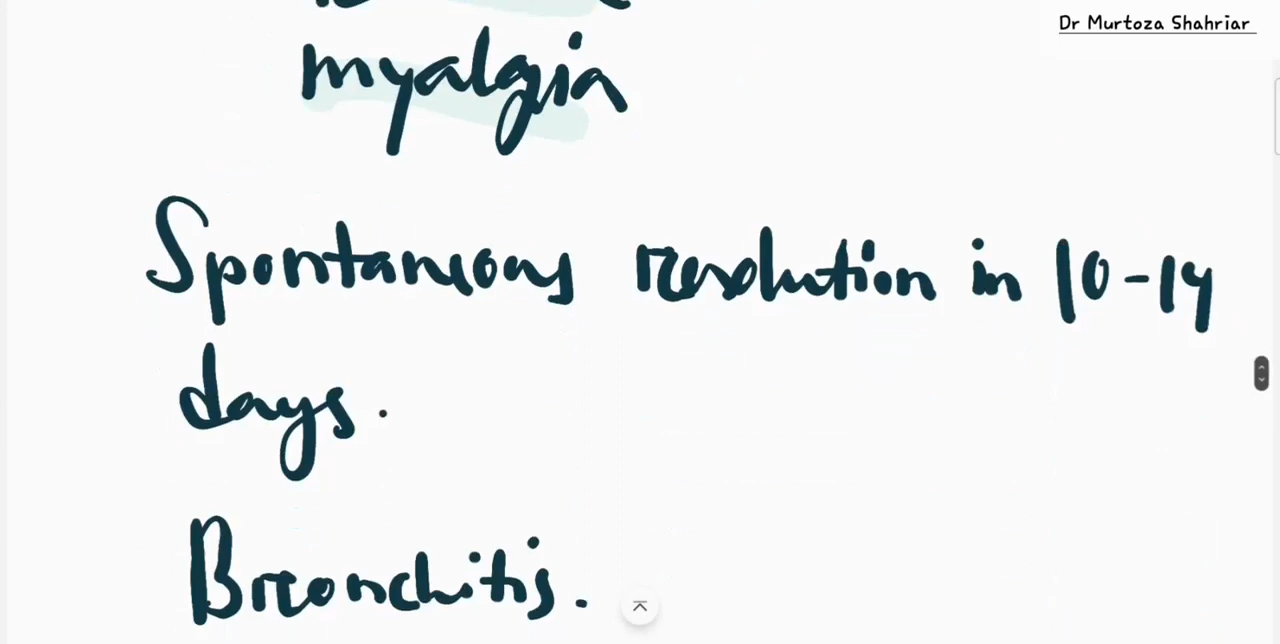 Dr Murtoza Shahriar
myalgia
Spontaneous resolution in 10-14
days.
Bronchitis.